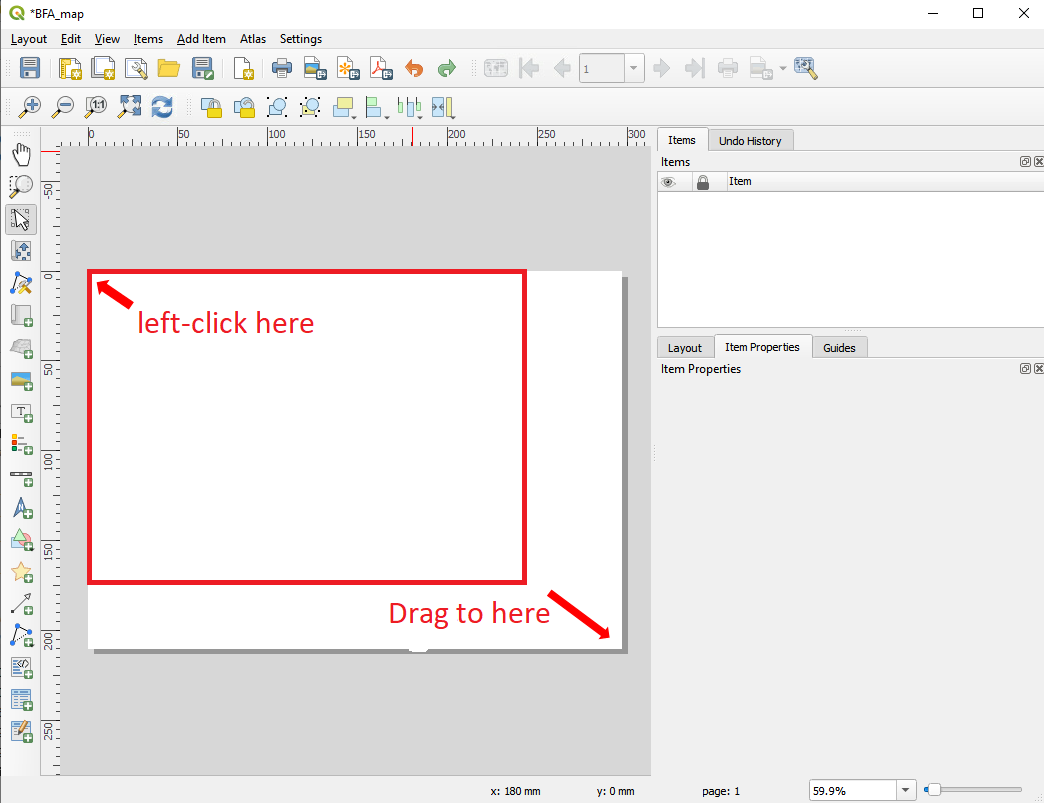 *BFA_map
Layout Edit View Items Add Item Atlas Settings
1
1:1
0 50 100 150 200 250 300
Items Undo History
Items
Item
-50
0
50
100
150
200
250
left-click here
Drag to here
T
Layout Item Properties Guides
Item Properties
x: 180 mm y: 0 mm page: 1 59.9%